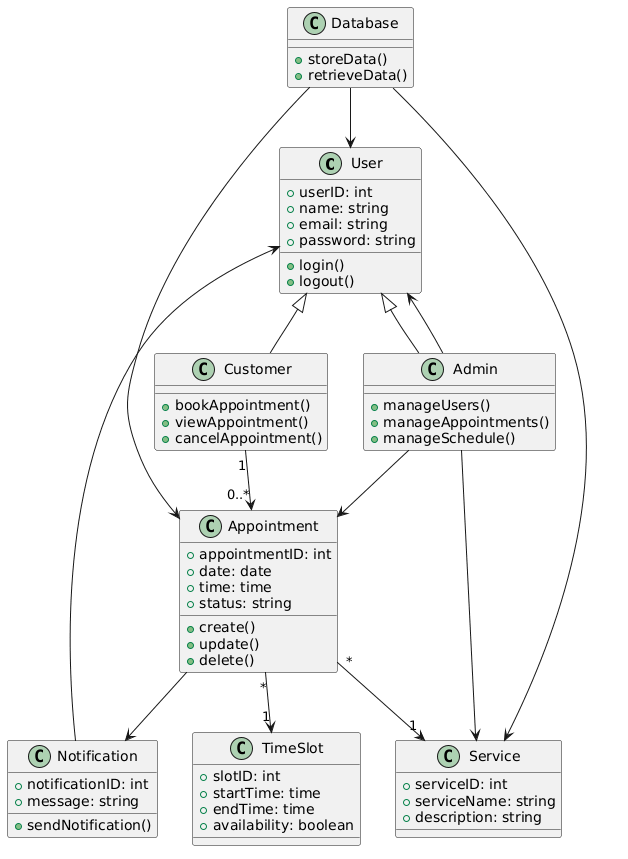 C Database
storeData()
retrieveData()
C User
userID: int
name: string
email: string
password: string
login()
logout()
C Customer
bookAppointment()
viewAppointment()
cancelAppointment()
C Admin
manageUsers()
manageAppointments()
manageSchedule()
1
0..*
C Appointment
appointmentID: int
date: date
time: time
status: string
create()
update()
delete()
*
1
*
1
C Notification
notificationID: int
message: string
sendNotification()
C TimeSlot
slotID: int
startTime: time
endTime: time
availability: boolean
C Service
serviceID: int
serviceName: string
description: string